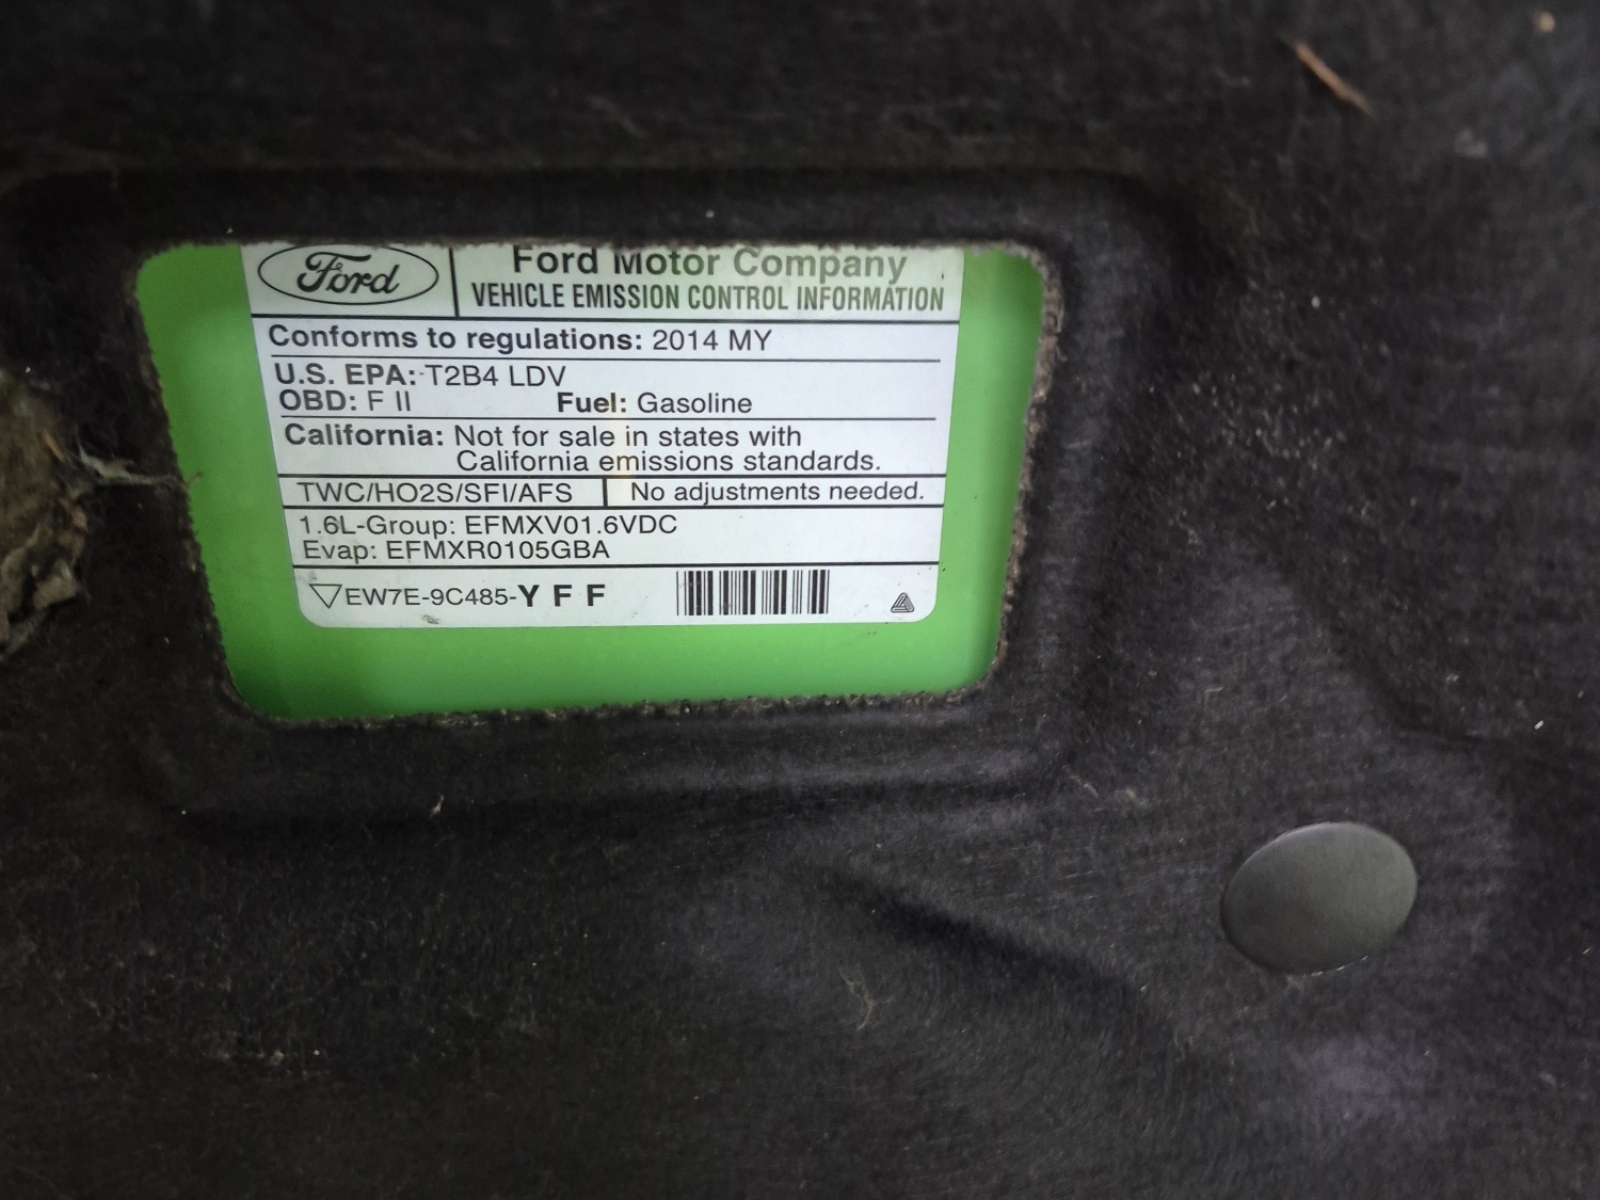 Ford
Ford Motor Company
VEHICLE EMISSION CONTROL INFORMATION
Conforms to regulations: 2014 MY
U.S. EPA: T2B4 LDV
OBD: F II Fuel: Gasoline
California: Not for sale in states with
California emissions standards.
TWC/HO2S/SFI/AFS No adjustments needed.
1.6L-Group: EFMXV01.6VDC
Evap: EFMXR0105GBA
EW7E-9C485-Y F F